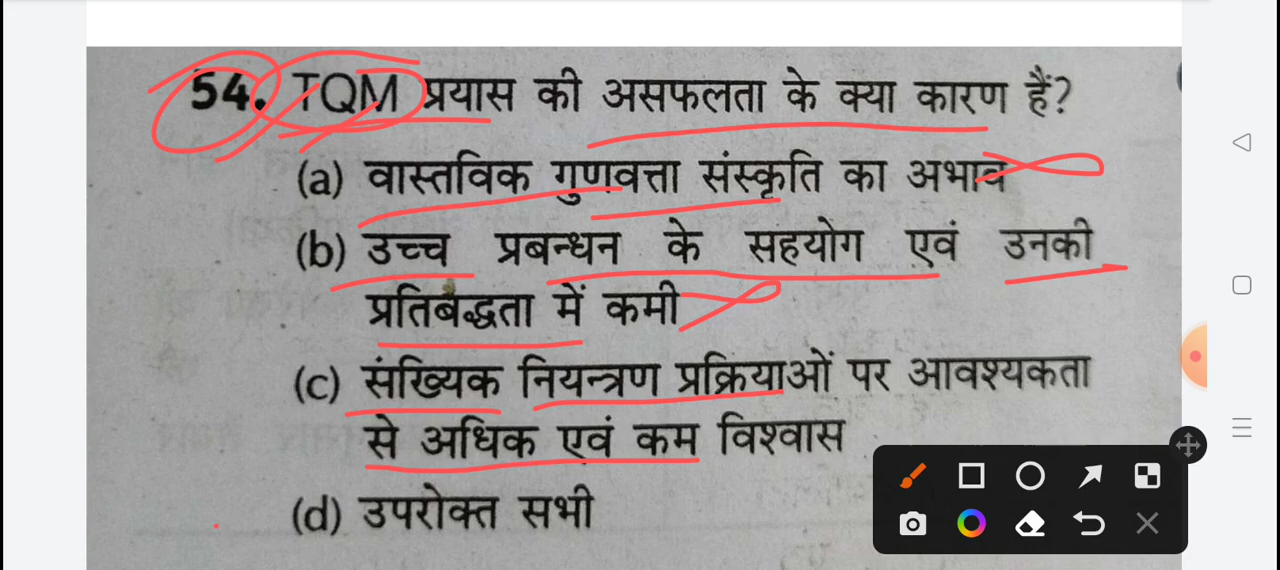 54. TQM प्रयास की असफलता के क्या कारण हैं?
(a) वास्तविक गुणवत्ता संस्कृति का अभाव
(b) उच्च प्रबन्धन के सहयोग एवं उनकी
प्रतिबद्धता में कमी
(c) संख्यिक नियन्त्रण प्रक्रियाओं पर आवश्यकता
से अधिक एवं कम विश्वास
(d) उपरोक्त सभी